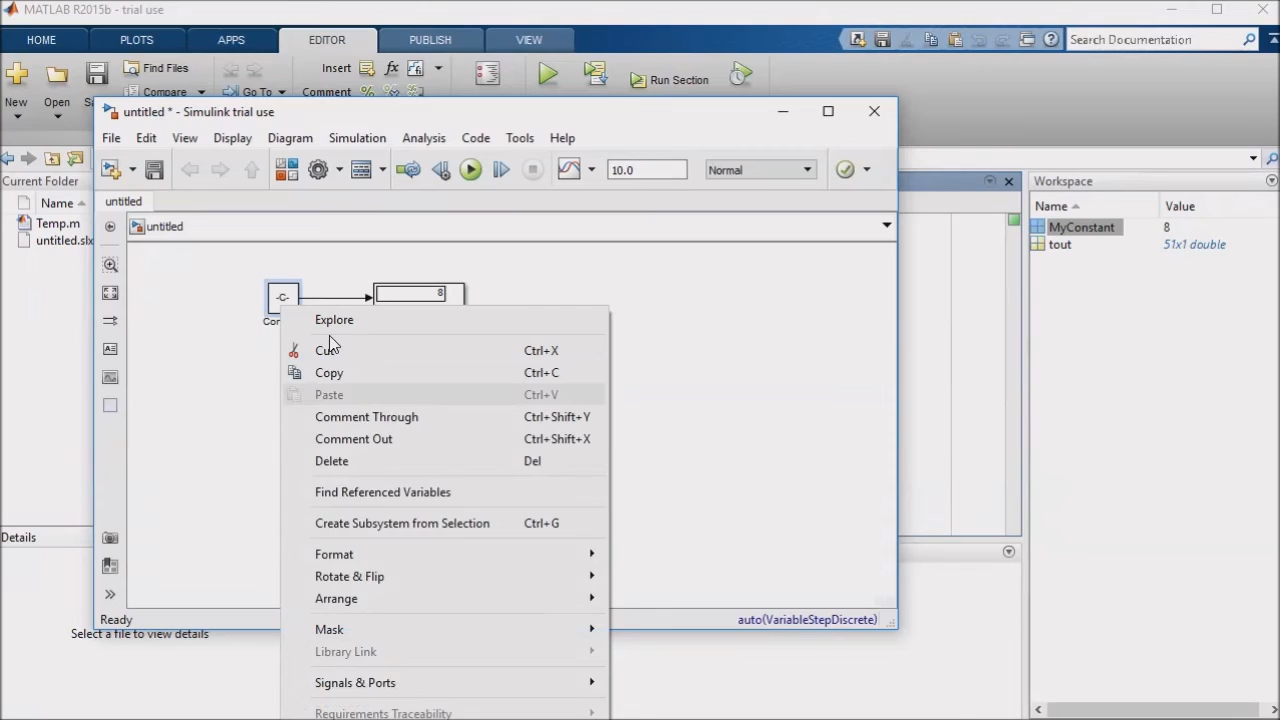 MATLAB R2015b - trial use
HOME PLOTS APPS EDITOR PUBLISH VIEW Search Documentation
Find Files Insert fx
New Open Compare Go To Comment Run Section
untitled * - Simulink trial use
File Edit View Display Diagram Simulation Analysis Code Tools Help
10.0 Normal
Current Folder
Name
Temp.m
untitled.slx
Details
Select a file to view details
untitled
untitled
-C- 8
Explore
Cut Ctrl+X
Copy Ctrl+C
Paste Ctrl+V
Comment Through Ctrl+Shift+Y
Comment Out Ctrl+Shift+X
Delete Del
Find Referenced Variables
Create Subsystem from Selection Ctrl+G
Format
Rotate & Flip
Arrange
Mask
Library Link
Signals & Ports
Requirements Traceability
Ready auto(VariableStepDiscrete)
Workspace
Name Value
MyConstant 8
tout 51x1 double